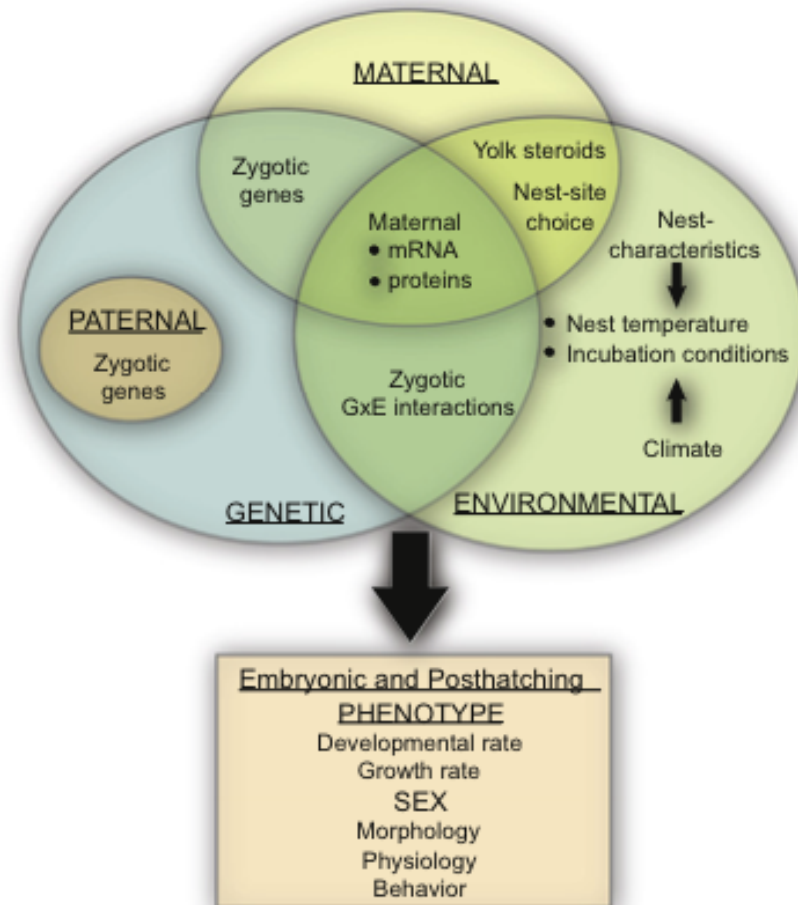 MATERNAL
Zygotic
genes
Yolk steroids
Nest-site
choice
Maternal
• mRNA
• proteins
Nest-
characteristics
PATERNAL
Zygotic
genes
• Nest temperature
• Incubation conditions
Zygotic
GxE interactions
Climate
GENETIC
ENVIRONMENTAL
Embryonic and Posthatching
PHENOTYPE
Developmental rate
Growth rate
SEX
Morphology
Physiology
Behavior